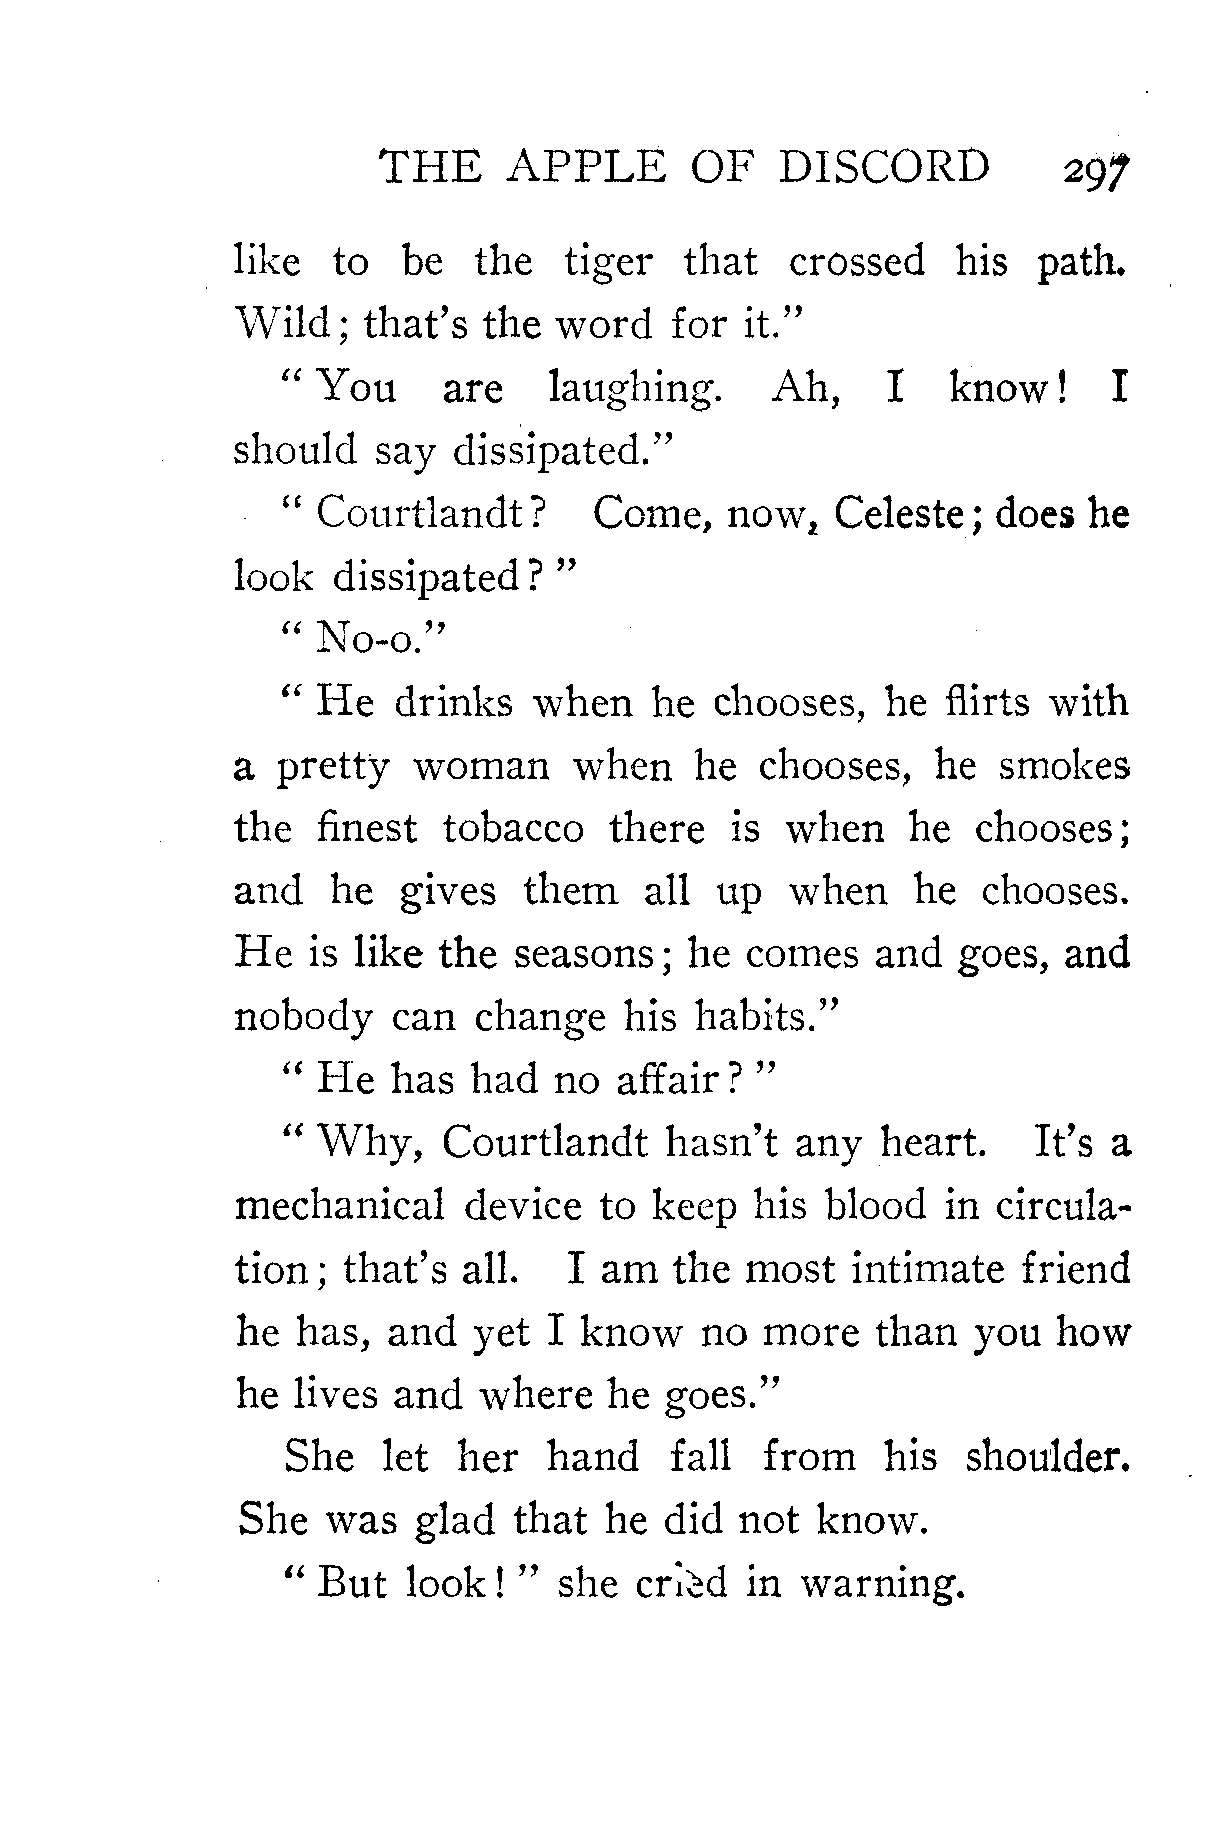 THE APPLE OF DISCORD 297
like to be the tiger that crossed his path.
Wild; that's the word for it."
"You are laughing. Ah, I know! I
should say dissipated."
"Courtlandt? Come, now, Celeste; does he
look dissipated?"
"No-o."
"He drinks when he chooses, he flirts with
a pretty woman when he chooses, he smokes
the finest tobacco there is when he chooses;
and he gives them all up when he chooses.
He is like the seasons; he comes and goes, and
nobody can change his habits."
"He has had no affair?"
"Why, Courtlandt hasn't any heart. It's a
mechanical device to keep his blood in circula-
tion; that's all. I am the most intimate friend
he has, and yet I know no more than you how
he lives and where he goes."
She let her hand fall from his shoulder.
She was glad that he did not know.
"But look!" she cried in warning.